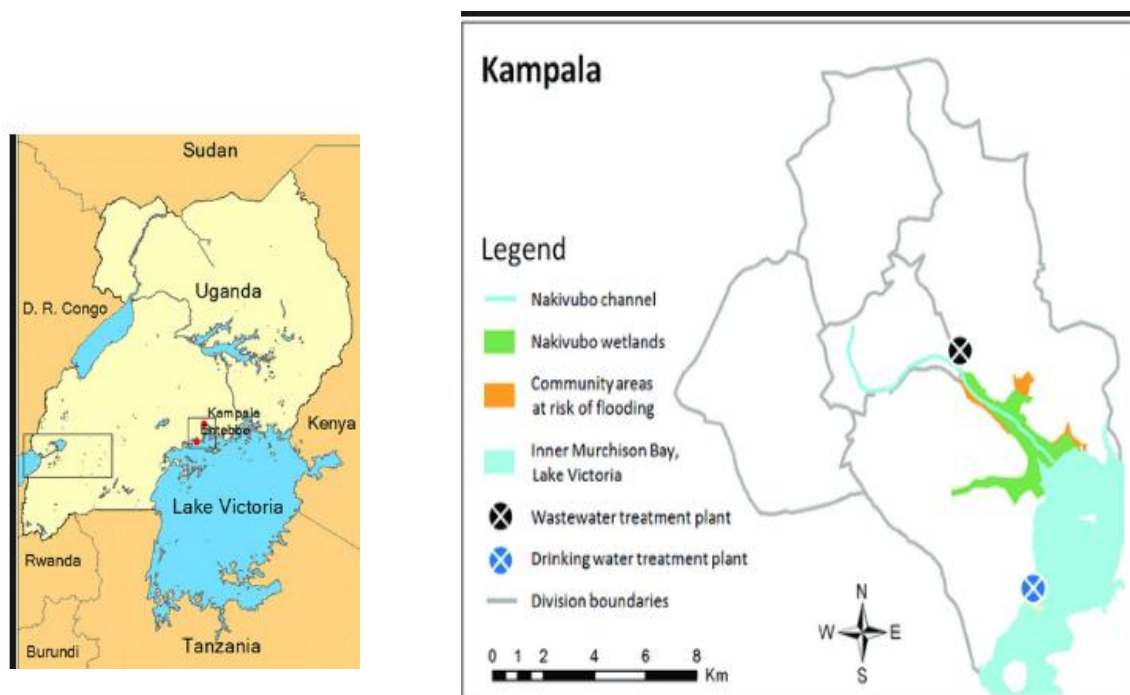 Sudan
Uganda
D. R. Congo
Kampala
Entebbe
Kenya
Lake Victoria
Rwanda
Tanzania
Burundi
Kampala
Legend
Nakivubo channel
Nakivubo wetlands
Community areas
at risk of flooding
Inner Murchison Bay,
Lake Victoria
Wastewater treatment plant
Drinking water treatment plant
Division boundaries
N
W E
S
0 1 2 4 6 8
Km